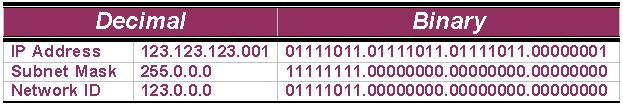 Decimal Binary
IP Address 123.123.123.001 01111011.01111011.01111011.00000001
Subnet Mask 255.0.0.0 11111111.00000000.00000000.00000000
Network ID 123.0.0.0 01111011.00000000.00000000.00000000